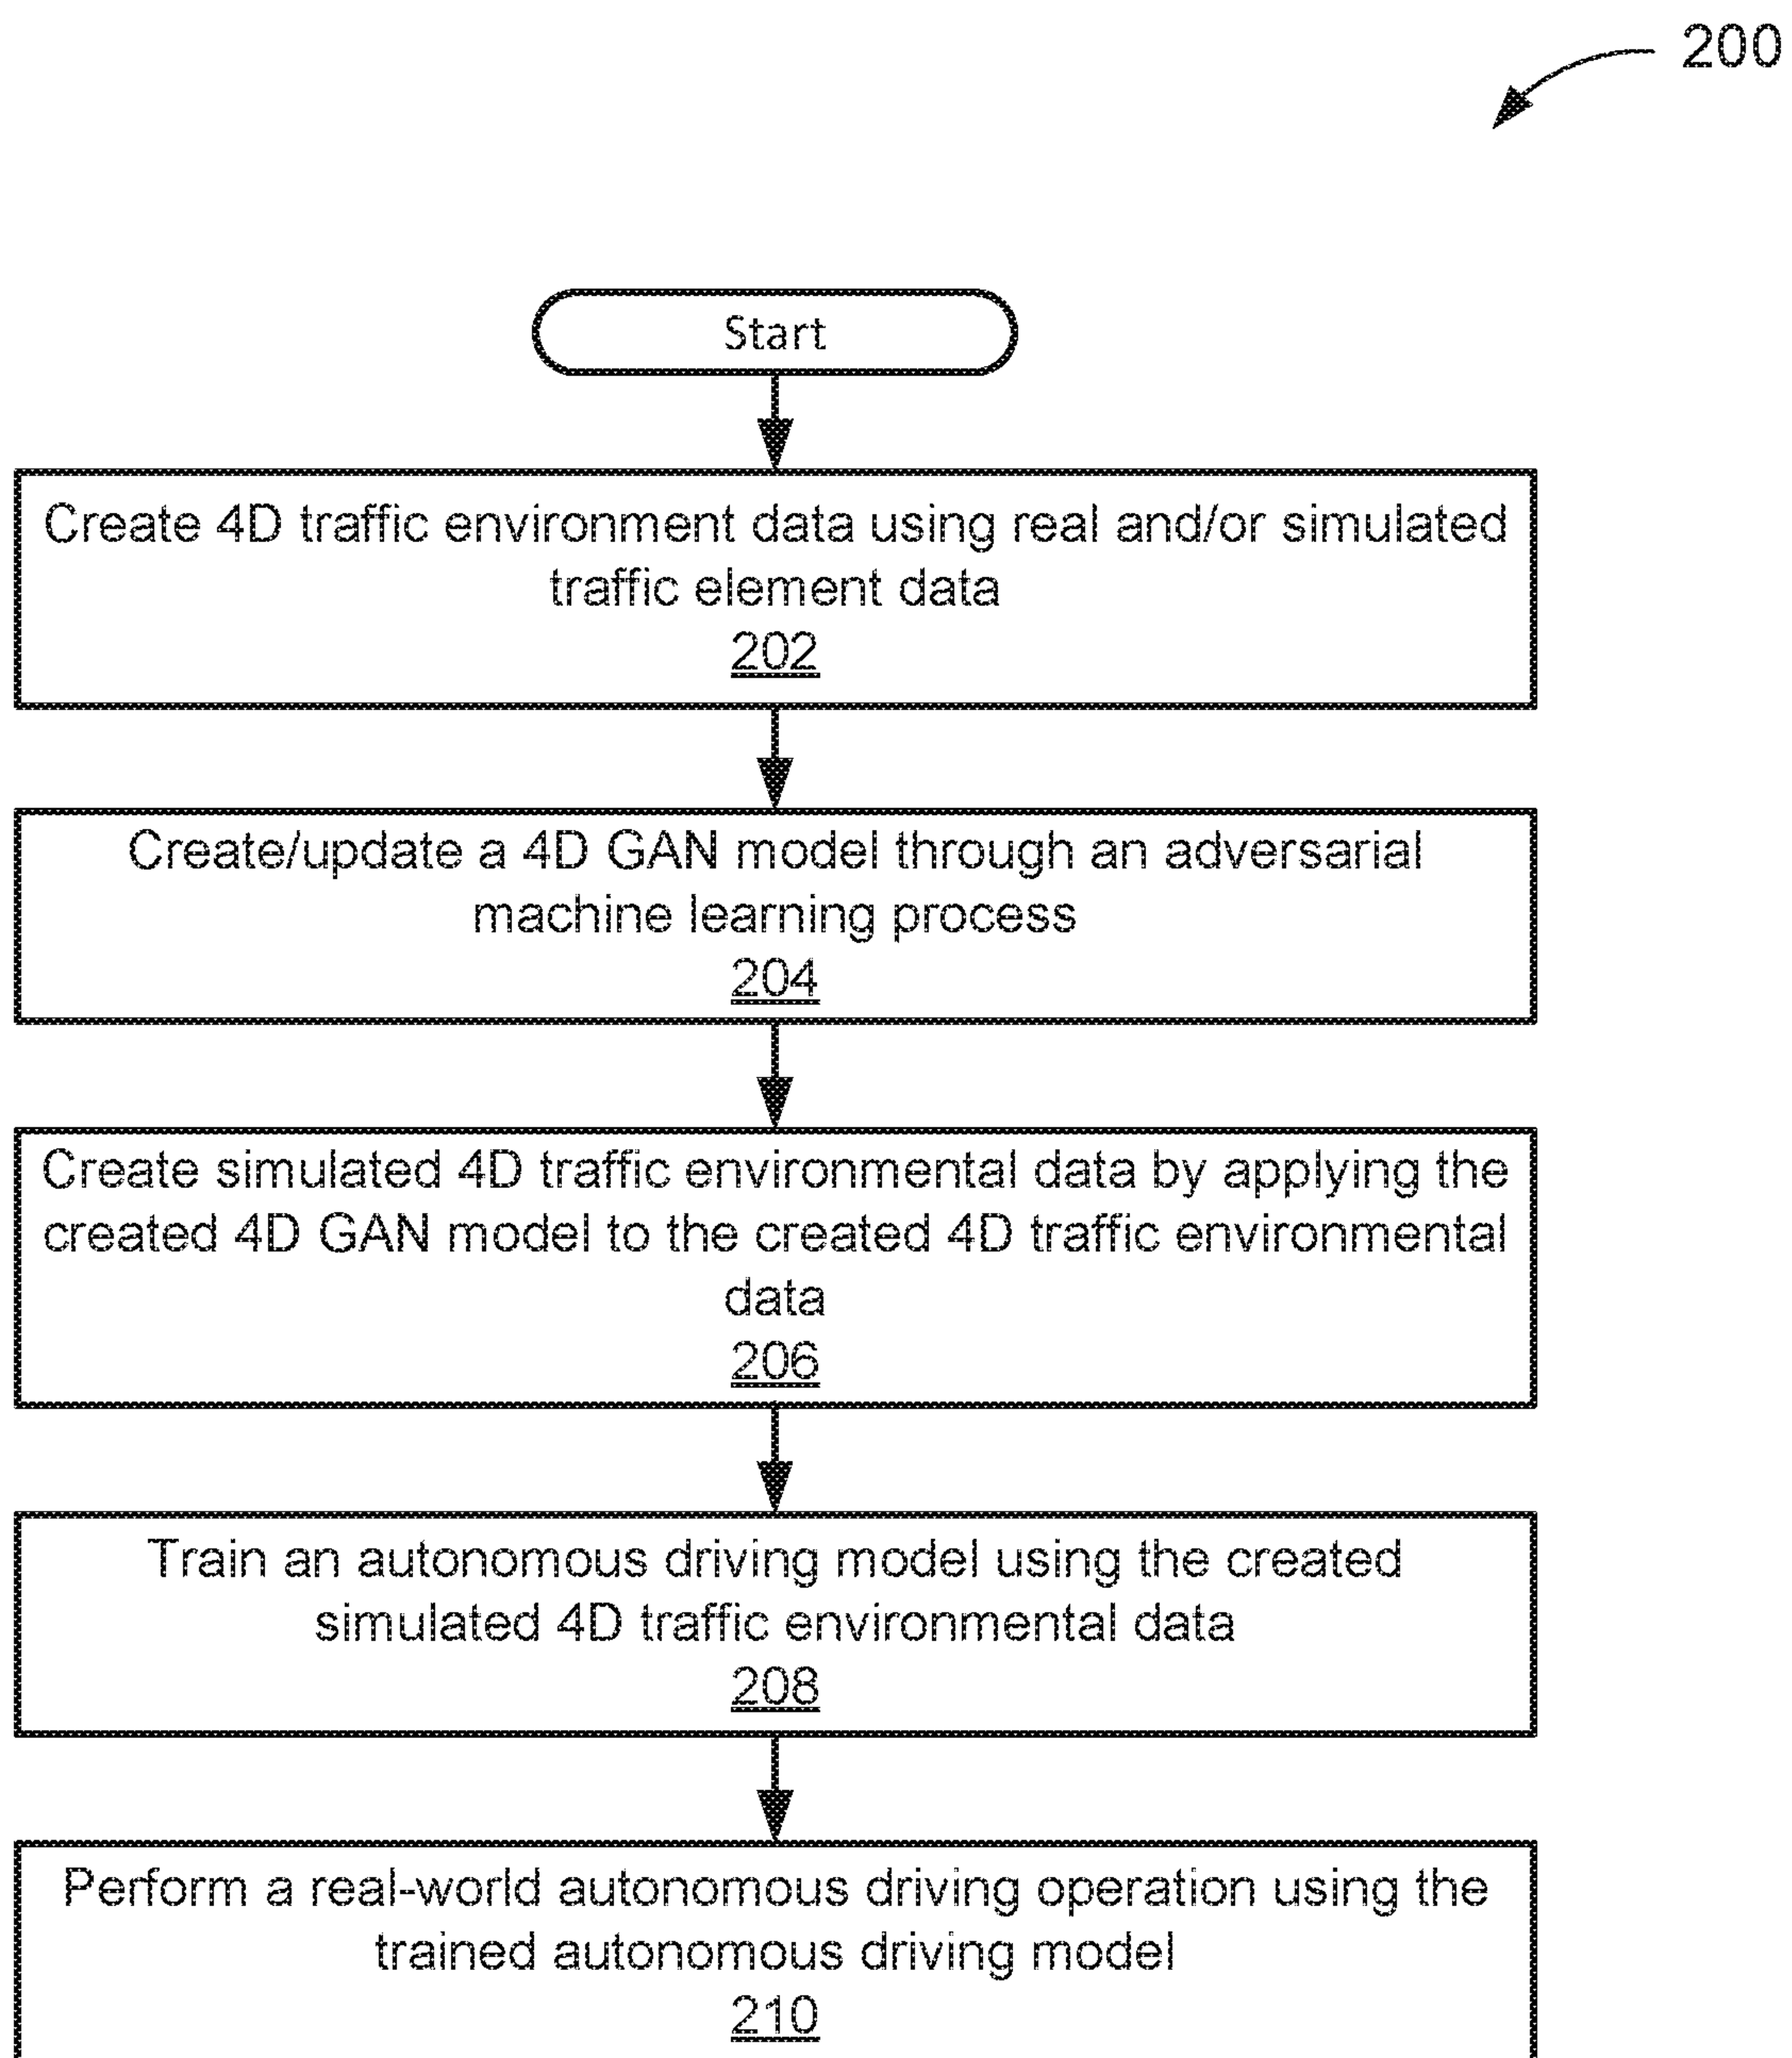 200
Start
Create 4D traffic environment data using real and/or simulated
traffic element data
202
Create/update a 4D GAN model through an adversarial
machine learning process
204
Create simulated 4D traffic environmental data by applying the
created 4D GAN model to the created 4D traffic environmental
data
206
Train an autonomous driving model using the created
simulated 4D traffic environmental data
208
Perform a real-world autonomous driving operation using the
trained autonomous driving model
210